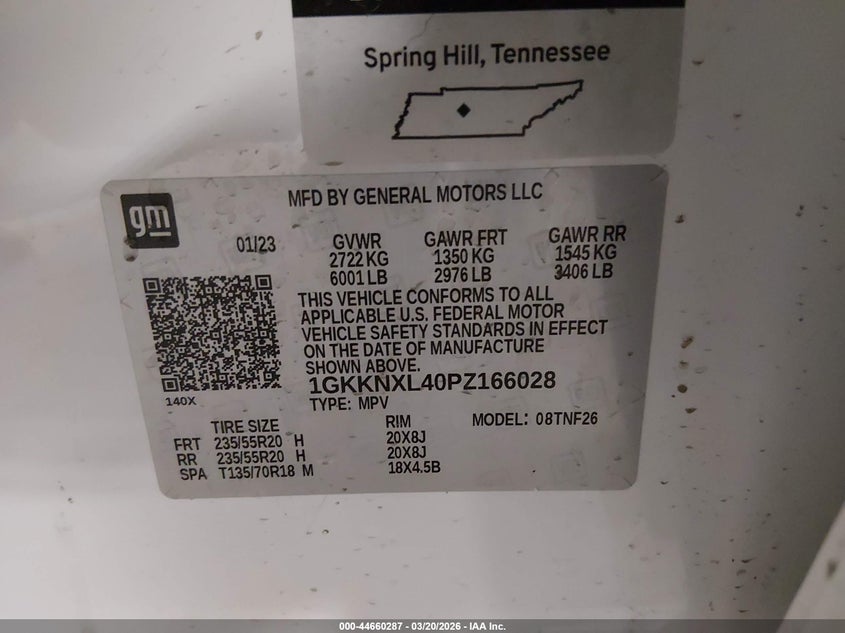 Spring Hill, Tennessee
gm
MFD BY GENERAL MOTORS LLC
01/23 GVWR GAWR FRT GAWR RR
2722 KG 1350 KG 1545 KG
6001 LB 2976 LB 3406 LB
THIS VEHICLE CONFORMS TO ALL
APPLICABLE U.S. FEDERAL MOTOR
VEHICLE SAFETY STANDARDS IN EFFECT
ON THE DATE OF MANUFACTURE
SHOWN ABOVE.
1GKKNXL40PZ166028
140X
TYPE: MPV
TIRE SIZE RIM MODEL: 08TNF26
FRT 235/55R20 H 20X8J
RR 235/55R20 H 20X8J
SPA T135/70R18 M 18X4.5B
000-44660287 - 03/20/2026 - IAA Inc.